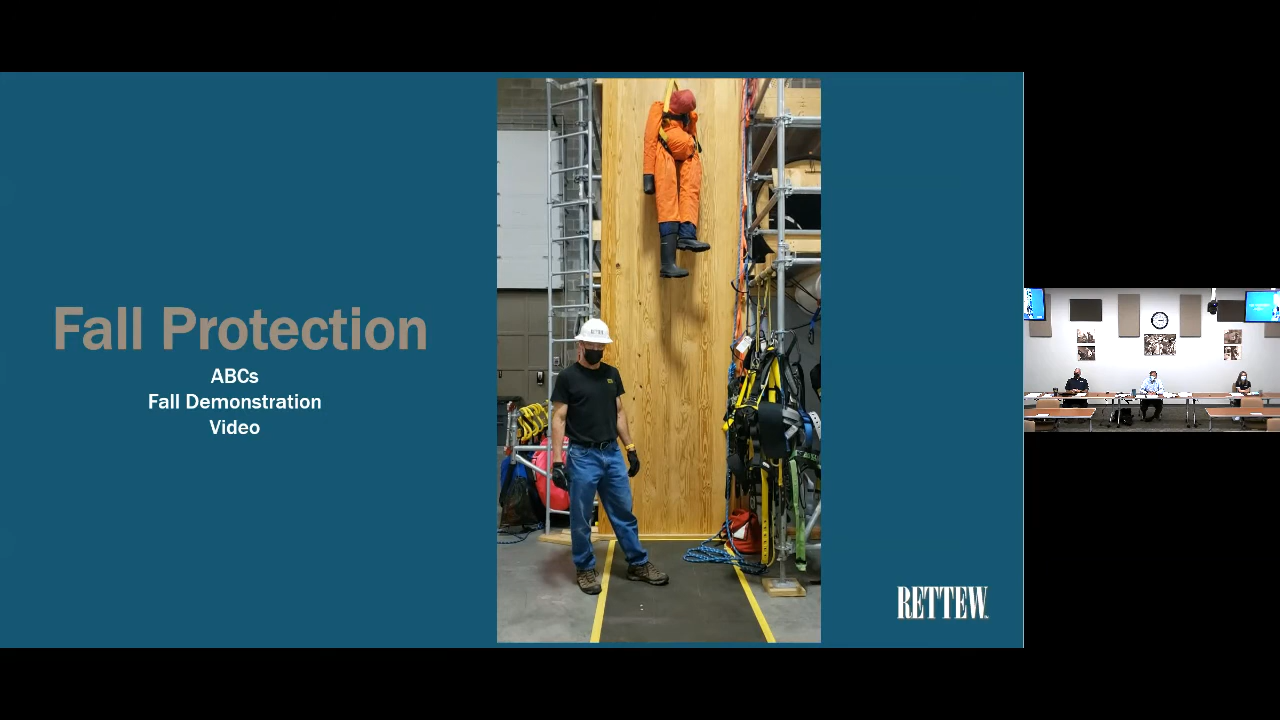 Fall Protection
ABCs
Fall Demonstration
Video
RETTEW